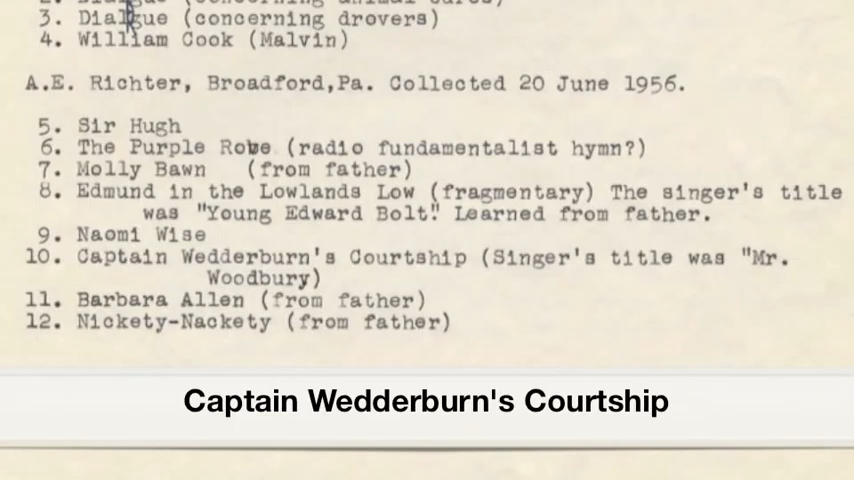 3. Dialogue (concerning drovers)
4. William Cook (Malvin)
A.E. Richter, Broadford,Pa. Collected 20 June 1956.
5. Sir Hugh
6. The Purple Robe (radio fundamentalist hymn?)
7. Molly Bawn (from father)
8. Edmund in the Lowlands Low (fragmentary) The singer's title
was "Young Edward Bolt". Learned from father.
9. Naomi Wise
10. Captain Wedderburn's Courtship (Singer's title was "Mr.
Woodbury)
11. Barbara Allen (from father)
12. Nickety-Nackety (from father)
Captain Wedderburn's Courtship